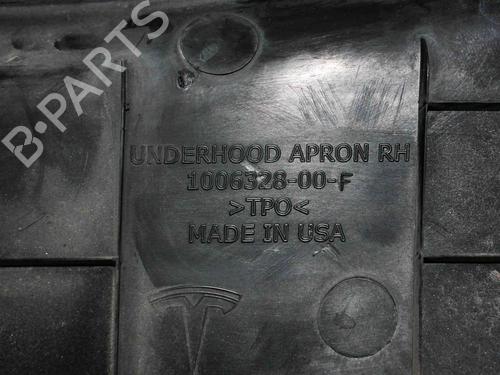 B-PARTS
UNDERHOOD APRON RH
1006328-00-F
>TPO<
MADE IN USA